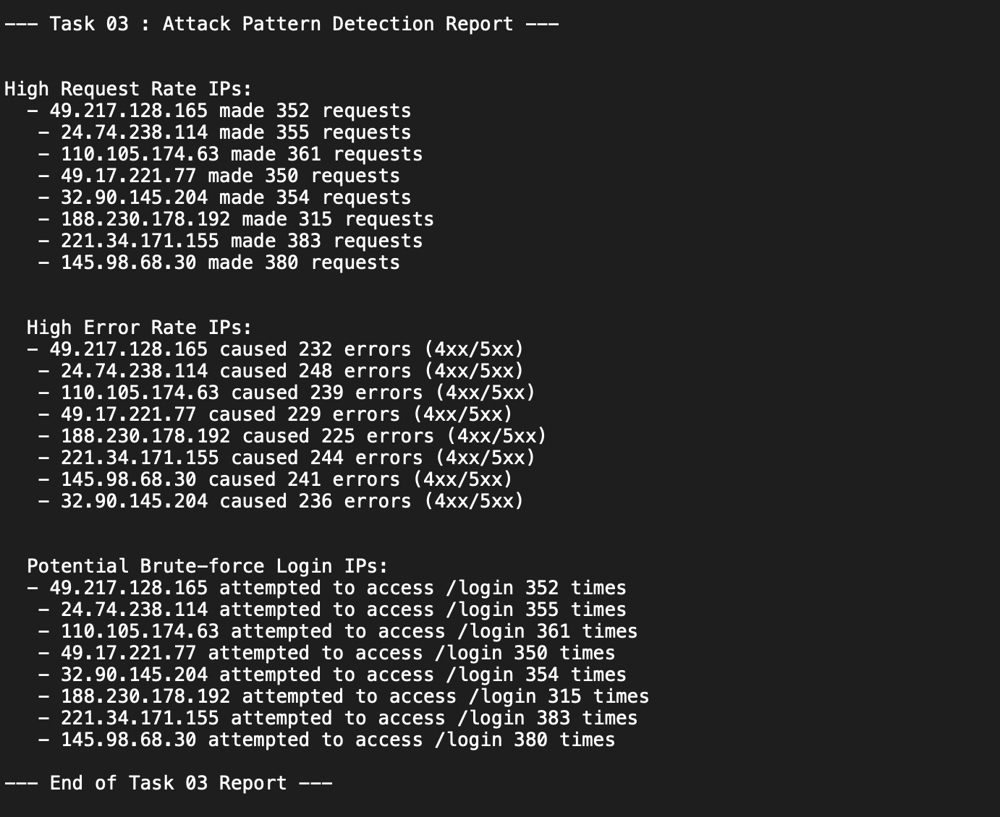 --- Task 03 : Attack Pattern Detection Report ---
High Request Rate IPs:
- 49.217.128.165 made 352 requests
- 24.74.238.114 made 355 requests
- 110.105.174.63 made 361 requests
- 49.17.221.77 made 350 requests
- 32.90.145.204 made 354 requests
- 188.230.178.192 made 315 requests
- 221.34.171.155 made 383 requests
- 145.98.68.30 made 380 requests
High Error Rate IPs:
- 49.217.128.165 caused 232 errors (4xx/5xx)
- 24.74.238.114 caused 248 errors (4xx/5xx)
- 110.105.174.63 caused 239 errors (4xx/5xx)
- 49.17.221.77 caused 229 errors (4xx/5xx)
- 188.230.178.192 caused 225 errors (4xx/5xx)
- 221.34.171.155 caused 244 errors (4xx/5xx)
- 145.98.68.30 caused 241 errors (4xx/5xx)
- 32.90.145.204 caused 236 errors (4xx/5xx)
Potential Brute-force Login IPs:
- 49.217.128.165 attempted to access /login 352 times
- 24.74.238.114 attempted to access /login 355 times
- 110.105.174.63 attempted to access /login 361 times
- 49.17.221.77 attempted to access /login 350 times
- 32.90.145.204 attempted to access /login 354 times
- 188.230.178.192 attempted to access /login 315 times
- 221.34.171.155 attempted to access /login 383 times
- 145.98.68.30 attempted to access /login 380 times
--- End of Task 03 Report ---